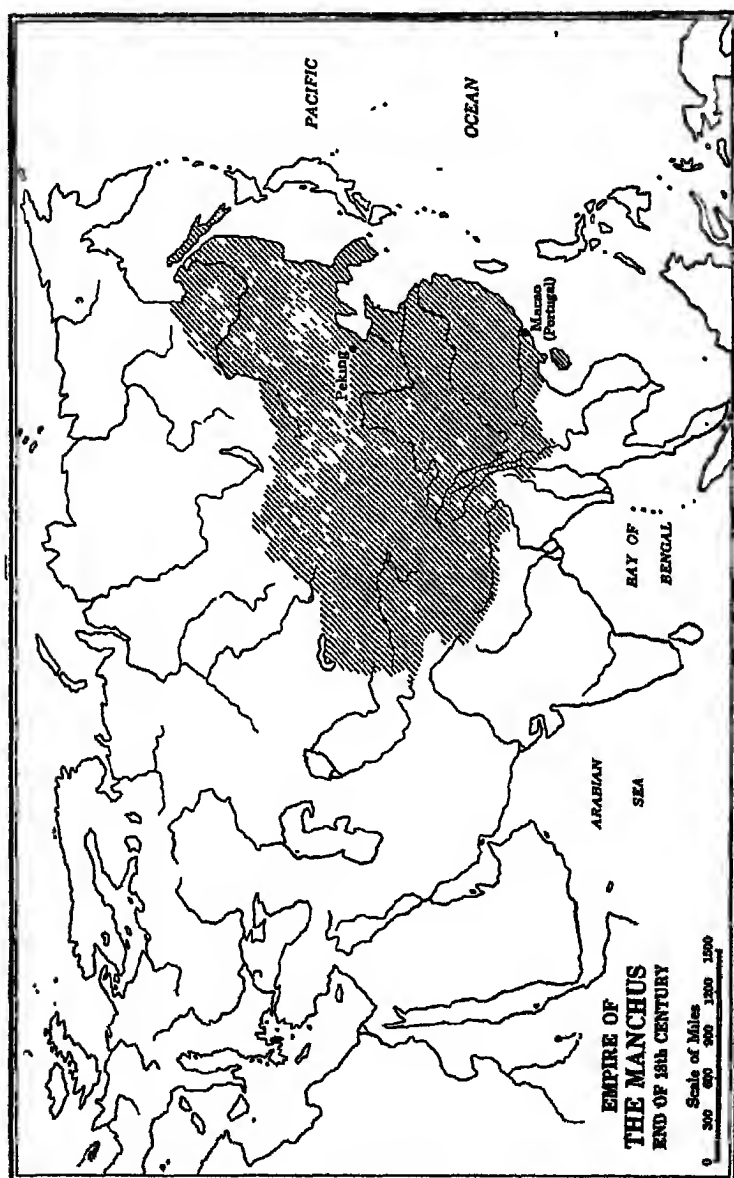 PACIFIC
OCEAN
Peking
Macao
(Portugal)
BAY OF
BENGAL
ARABIAN
SEA
EMPIRE OF
THE MANCHUS
END OF 18th CENTURY
Scale of Miles
0 300 600 900 1200 1500